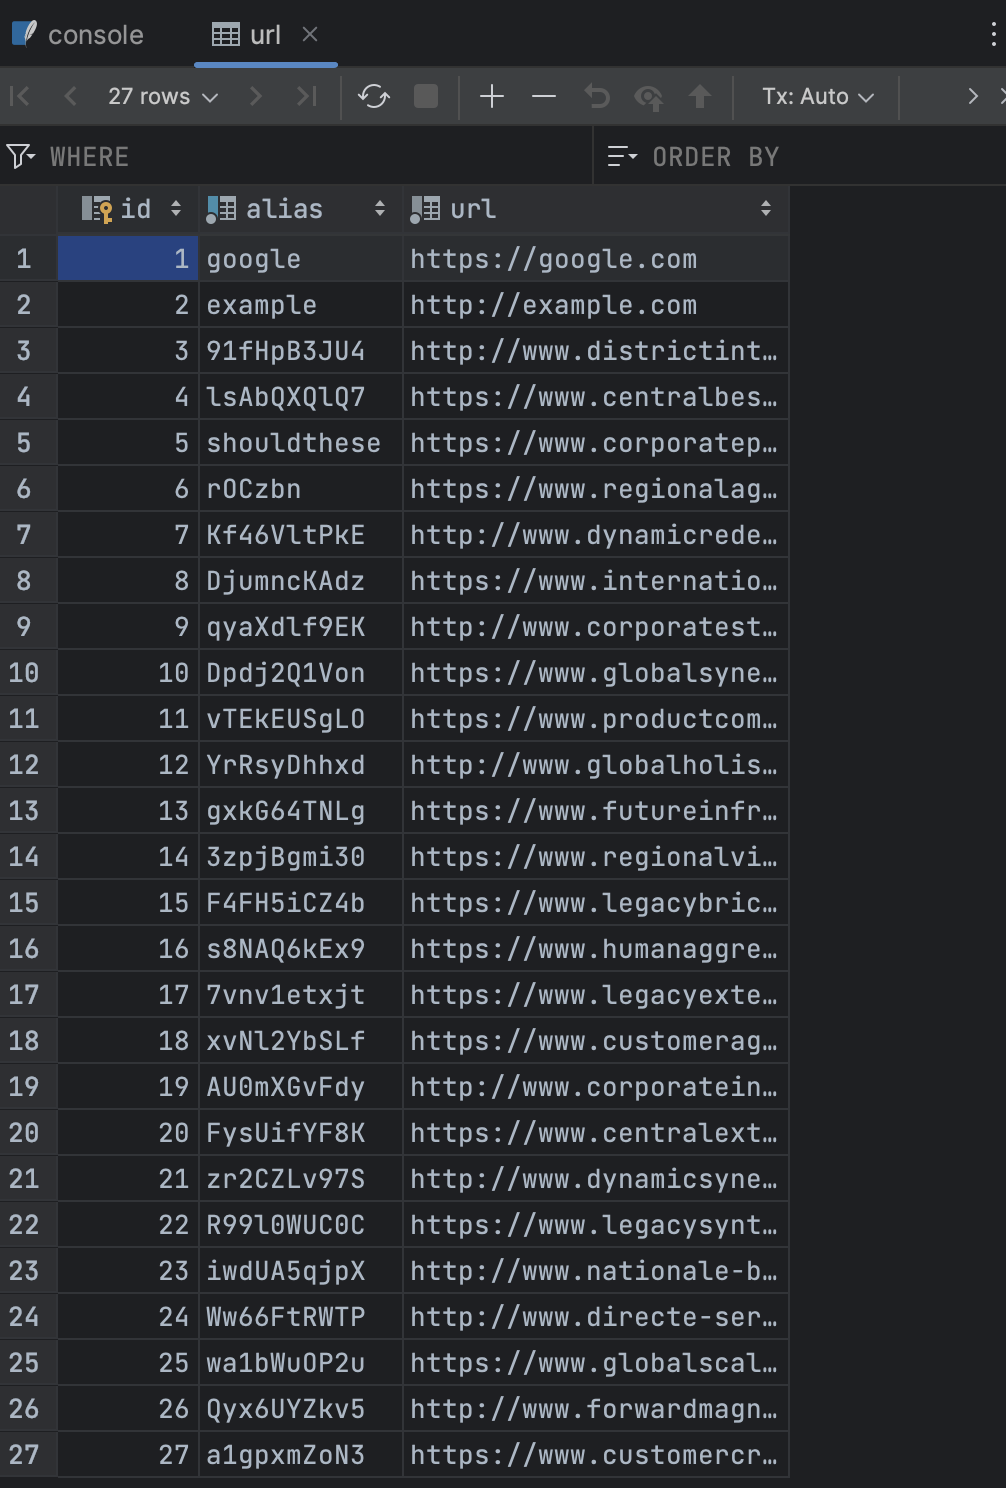 console url
27 rows Tx: Auto
WHERE ORDER BY
id alias url
1 1 google https://google.com
2 2 example http://example.com
3 3 91fHpB3JU4 http://www.districtint…
4 4 lsAbQXQlQ7 https://www.centralbes…
5 5 shouldthese https://www.corporatep…
6 6 rOCzbn https://www.regionalag…
7 7 Kf46VltPkE http://www.dynamicrede…
8 8 DjumncKAdz https://www.internatio…
9 9 qyaXdlf9EK http://www.corporatest…
10 10 Dpdj2Q1Von https://www.globalsyne…
11 11 vTEkEUSgLO https://www.productcom…
12 12 YrRsyDhhxd http://www.globalholis…
13 13 gxkG64TNLg https://www.futureinfr…
14 14 3zpjBgmi30 https://www.regionalvi…
15 15 F4FH5iCZ4b https://www.legacybric…
16 16 s8NAQ6kEx9 https://www.humanaggre…
17 17 7vnv1etxjt https://www.legacyexte…
18 18 xvNl2YbSLf https://www.customerag…
19 19 AU0mXGvFdy http://www.corporatein…
20 20 FysUifYF8K https://www.centralext…
21 21 zr2CZLv97S http://www.dynamicsyne…
22 22 R99l0WUC0C https://www.legacysynt…
23 23 iwdUA5qjpX http://www.nationale-b…
24 24 Ww66FtRWTP http://www.directe-ser…
25 25 wa1bWuOP2u https://www.globalscal…
26 26 Qyx6UYZkv5 http://www.forwardmagn…
27 27 a1gpxmZoN3 https://www.customercr…